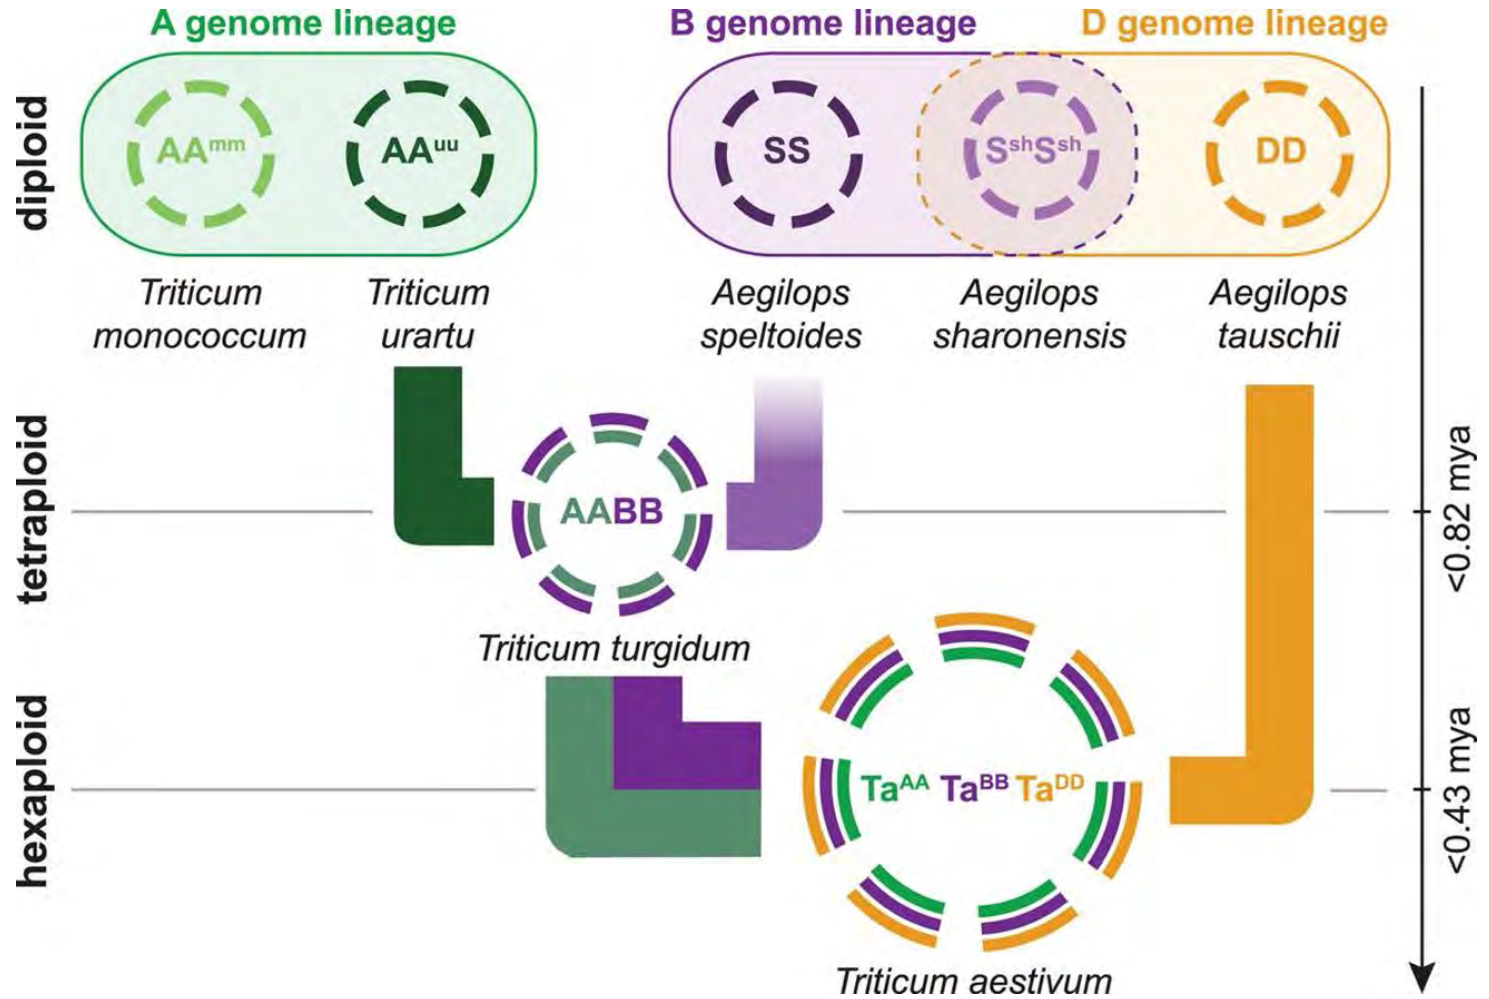 A genome lineage
B genome lineage
D genome lineage
diploid
AAᵐᵐ
AAᵘᵘ
SS
SˢʰSˢʰ
DD
Triticum
monococcum
Triticum
urartu
Aegilops
speltoides
Aegilops
sharonensis
Aegilops
tauschii
tetraploid
AABB
<0.82 mya
Triticum turgidum
hexaploid
Taᴬᴬ Taᴮᴮ Taᴰᴰ
<0.43 mya
Triticum aestivum